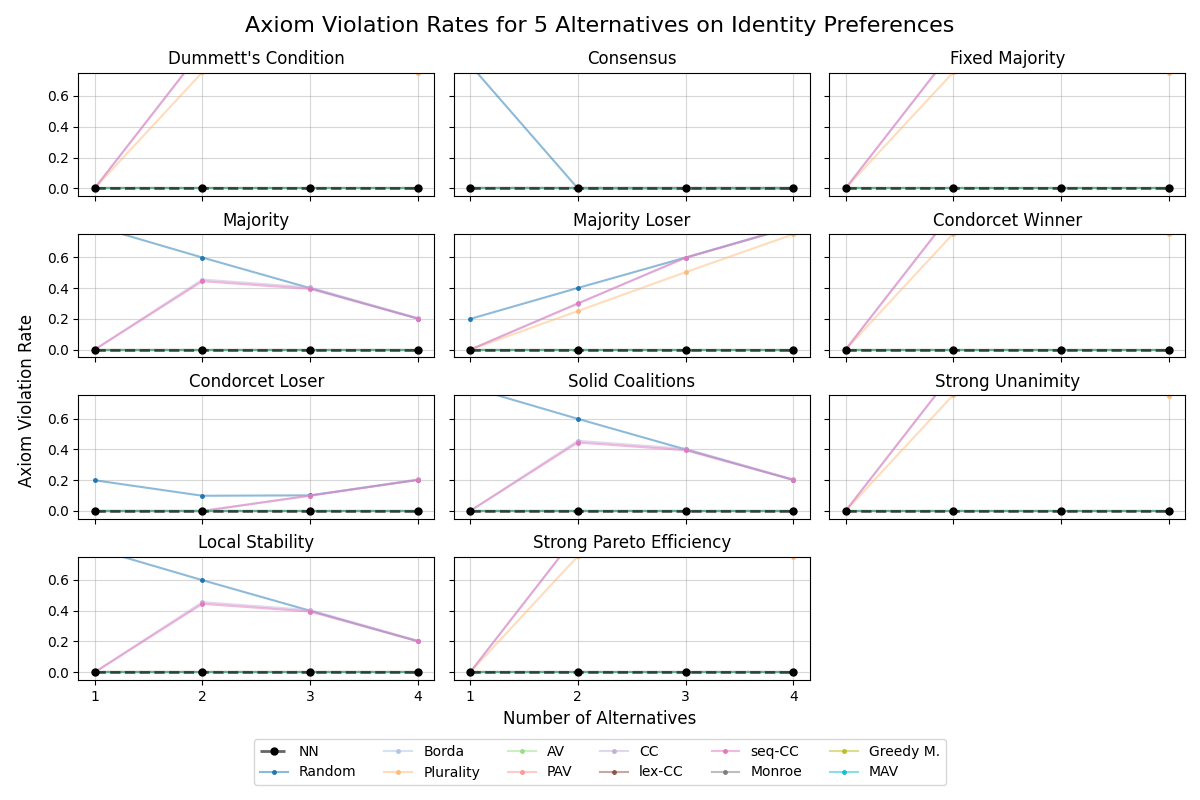 Axiom Violation Rates for 5 Alternatives on Identity Preferences
Dummett's Condition Consensus Fixed Majority
0.6
0.4
0.2
0.0
Majority Majority Loser Condorcet Winner
0.6
0.4
0.2
0.0
Condorcet Loser Solid Coalitions Strong Unanimity
0.6
0.4
0.2
0.0
Axiom Violation Rate
Local Stability Strong Pareto Efficiency
0.6
0.4
0.2
0.0
1 2 3 4 1 2 3 4
Number of Alternatives
NN Borda AV CC seq-CC Greedy M.
Random Plurality PAV lex-CC Monroe MAV